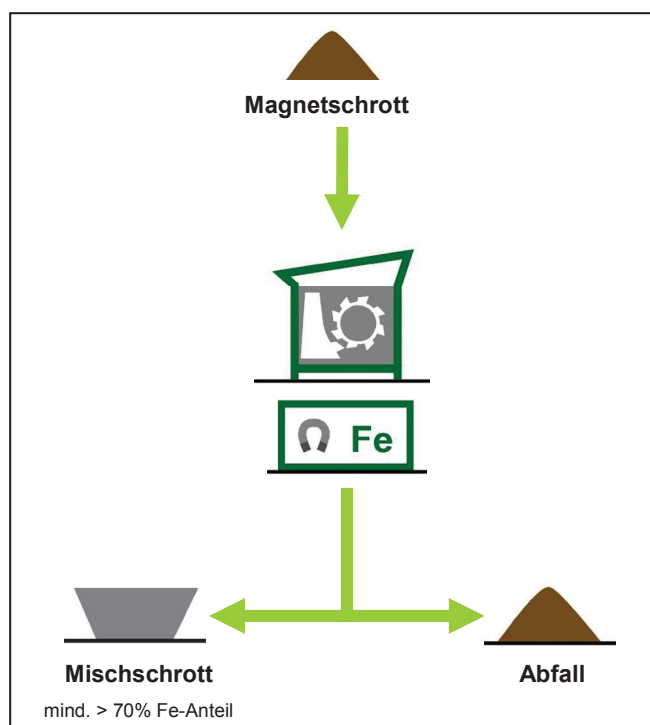 Magnetschrott
Fe
Mischschrott
Abfall
mind. > 70% Fe-Anteil